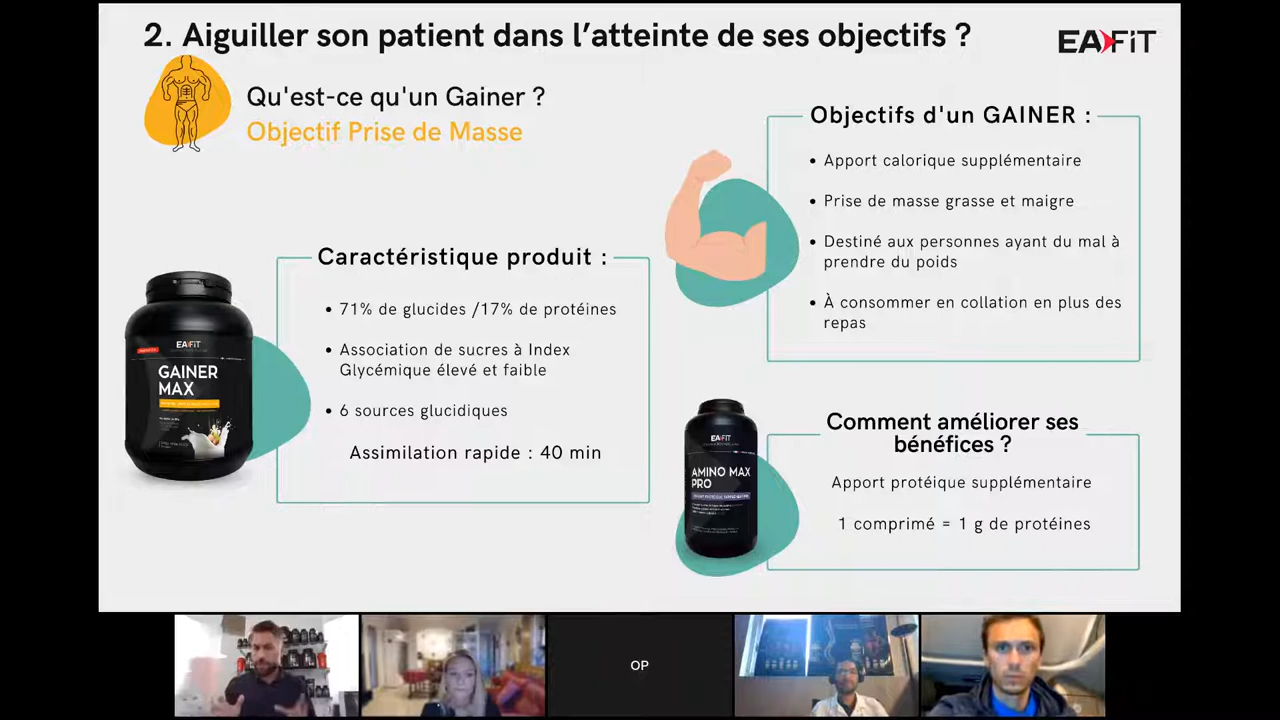 2. Aiguiller son patient dans l’atteinte de ses objectifs ?
EAFIT
Qu'est-ce qu'un Gainer ?
Objectif Prise de Masse
Caractéristique produit :
• 71% de glucides /17% de protéines
• Association de sucres à Index
Glycémique élevé et faible
• 6 sources glucidiques
Assimilation rapide : 40 min
EAFIT
GAINER
MAX
Objectifs d'un GAINER :
• Apport calorique supplémentaire
• Prise de masse grasse et maigre
• Destiné aux personnes ayant du mal à
prendre du poids
• À consommer en collation en plus des
repas
EAFIT
AMINO MAX
PRO
Comment améliorer ses
bénéfices ?
Apport protéique supplémentaire
1 comprimé = 1 g de protéines
OP